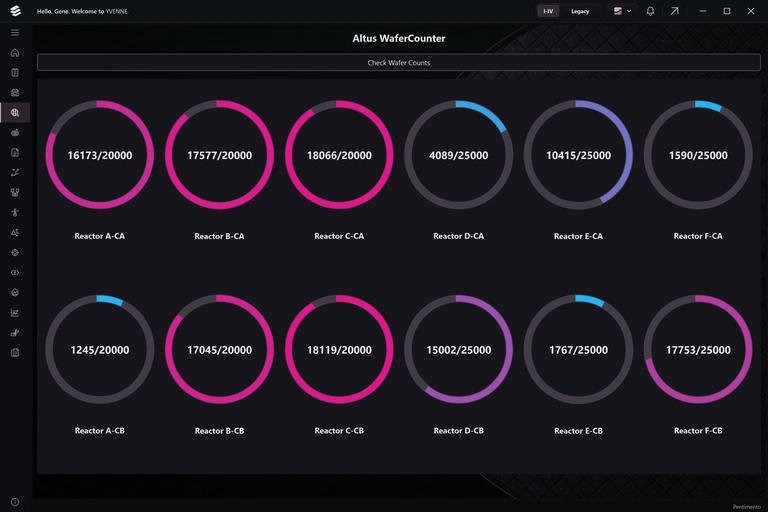 Hello, Gene. Welcome to YVENNE.
I-IV
Legacy
Altus WaferCounter
Check Wafer Counts
16173/20000
17577/20000
18066/20000
4089/25000
10415/25000
1590/25000
Reactor A-CA
Reactor B-CA
Reactor C-CA
Reactor D-CA
Reactor E-CA
Reactor F-CA
1245/20000
17045/20000
18119/20000
15002/25000
1767/25000
17753/25000
Reactor A-CB
Reactor B-CB
Reactor C-CB
Reactor D-CB
Reactor E-CB
Reactor F-CB
Pentimento